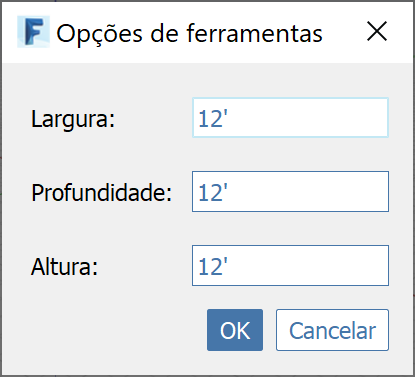 F Opções de ferramentas
Largura: 12'
Profundidade: 12'
Altura: 12'
OK Cancelar